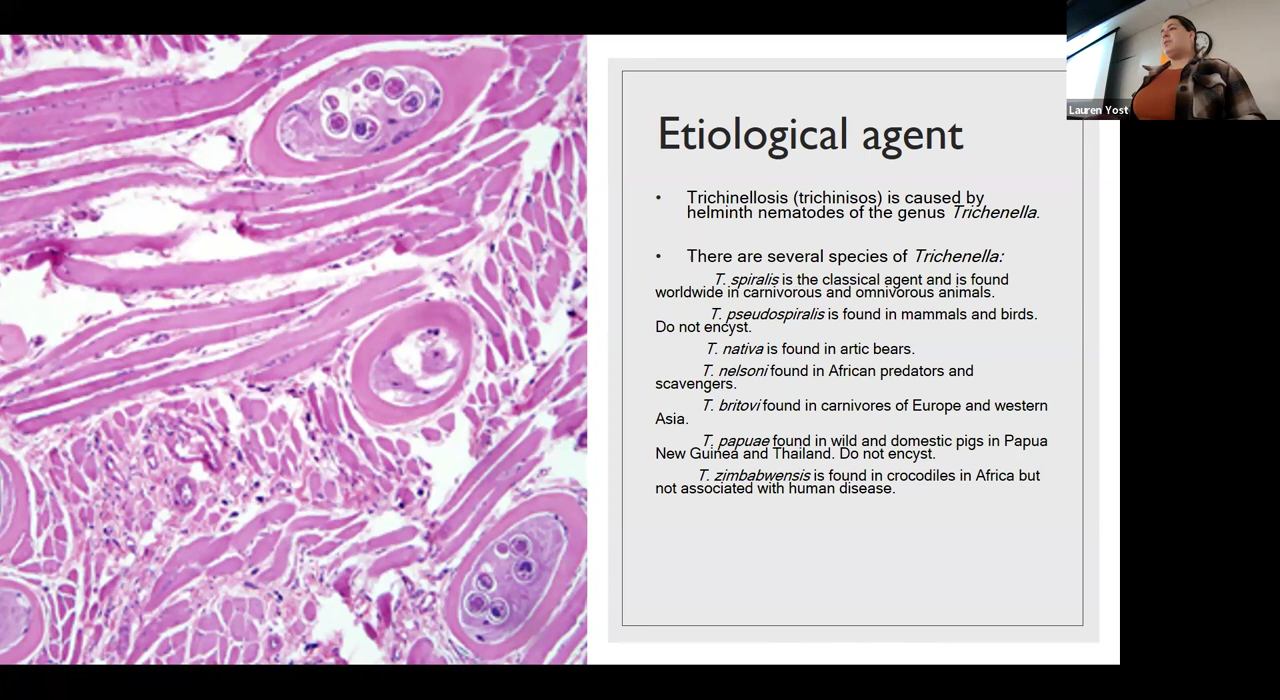 Lauren Yost
Etiological agent
• Trichinellosis (trichinisos) is caused by
helminth nematodes of the genus Trichenella.
• There are several species of Trichenella:
T. spiralis is the classical agent and is found
worldwide in carnivorous and omnivorous animals.
T. pseudospiralis is found in mammals and birds.
Do not encyst.
T. nativa is found in artic bears.
T. nelsoni found in African predators and
scavengers.
T. britovi found in carnivores of Europe and western
Asia.
T. papuae found in wild and domestic pigs in Papua
New Guinea and Thailand. Do not encyst.
T. zimbabwensis is found in crocodiles in Africa but
not associated with human disease.